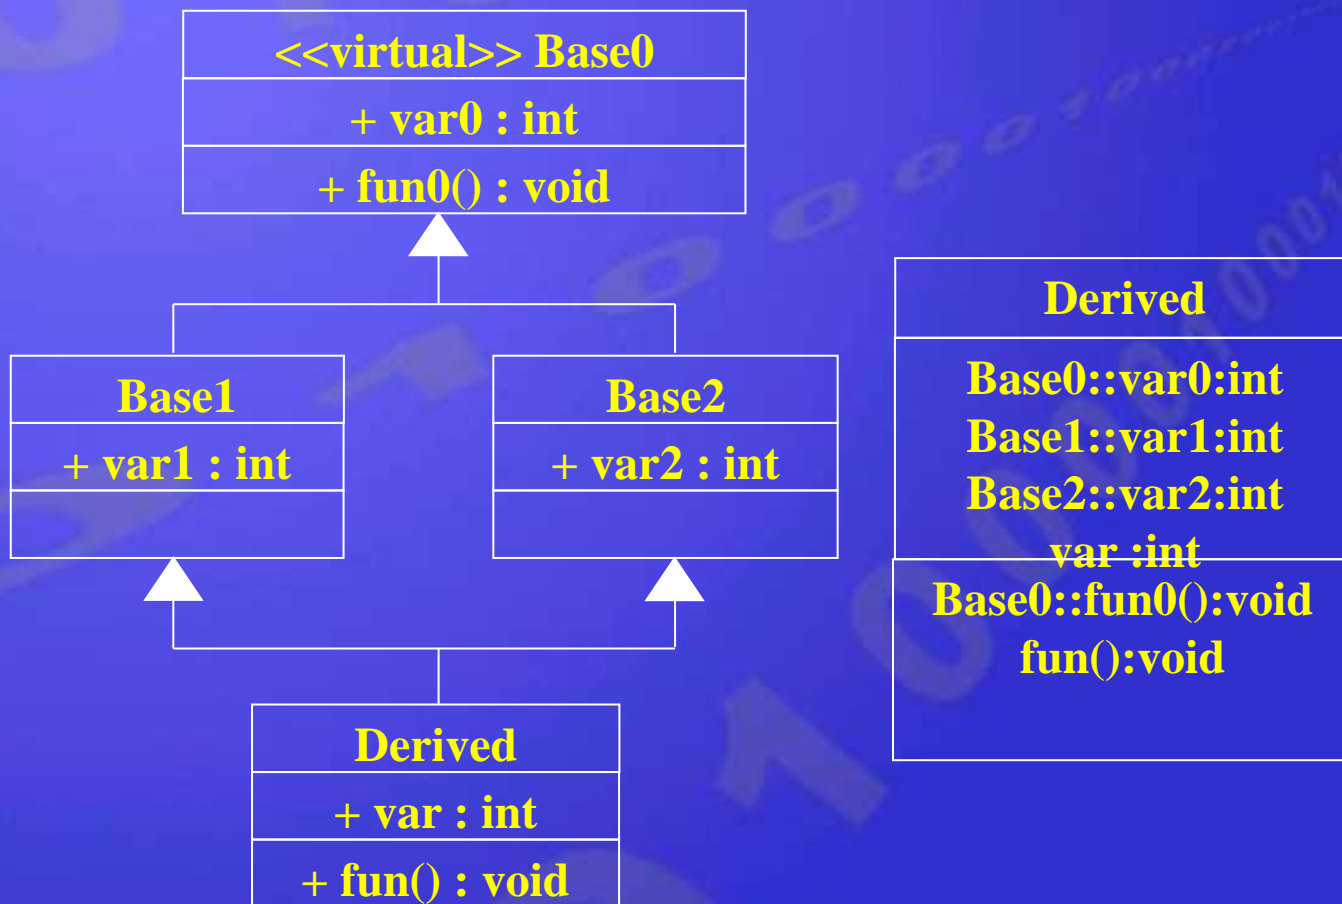 <<virtual>> Base0
+ var0 : int
+ fun0() : void
Base1
+ var1 : int
Base2
+ var2 : int
Derived
+ var : int
+ fun() : void
Derived
Base0::var0:int
Base1::var1:int
Base2::var2:int
var :int
Base0::fun0():void
fun():void